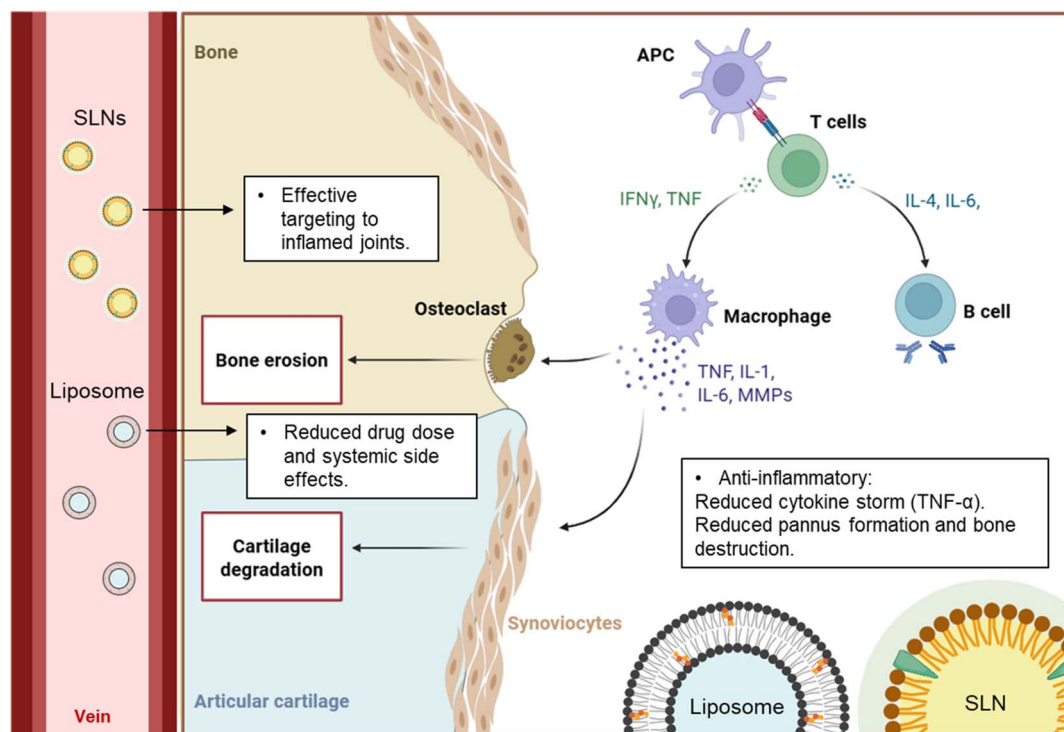 SLNs
Liposome
Vein
Bone
• Effective
targeting to
inflamed joints.
Osteoclast
Bone erosion
• Reduced drug dose
and systemic side
effects.
Cartilage
degradation
Synoviocytes
Articular cartilage
APC
T cells
IFNγ, TNF
IL-4, IL-6,
Macrophage
B cell
TNF, IL-1,
IL-6, MMPs
• Anti-inflammatory:
Reduced cytokine storm (TNF-α).
Reduced pannus formation and bone
destruction.
Liposome
SLN